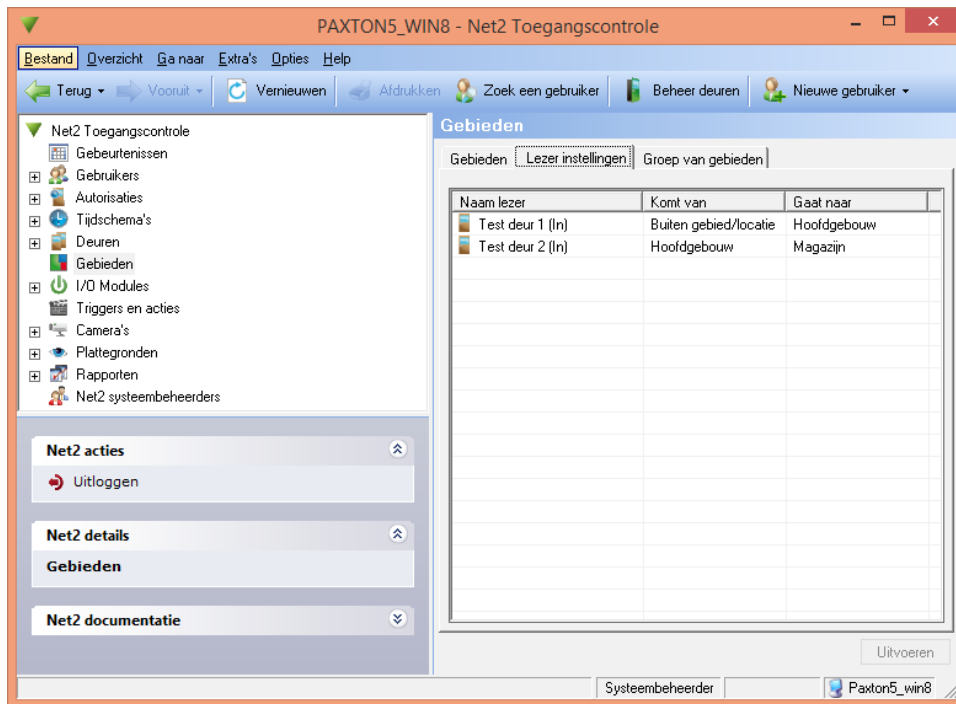 PAXTON5_WIN8 - Net2 Toegangscontrole
Bestand Overzicht Ga naar Extra's Opties Help
Terug Vooruit Vernieuwen Afdrukken Zoek een gebruiker Beheer deuren Nieuwe gebruiker
Net2 Toegangscontrole
Gebeurtenissen
Gebruikers
Autorisaties
Tijdschema's
Deuren
Gebieden
I/O Modules
Triggers en acties
Camera's
Plattegronden
Rapporten
Net2 systeembeheerders
Net2 acties
Uitloggen
Net2 details
Gebieden
Net2 documentatie
Gebieden
Gebieden Lezer instellingen Groep van gebieden
Naam lezer Komt van Gaat naar
Test deur 1 (In) Buiten gebied/locatie Hoofdgebouw
Test deur 2 (In) Hoofdgebouw Magazijn
Uitvoeren
Systeembeheerder Paxton5_win8